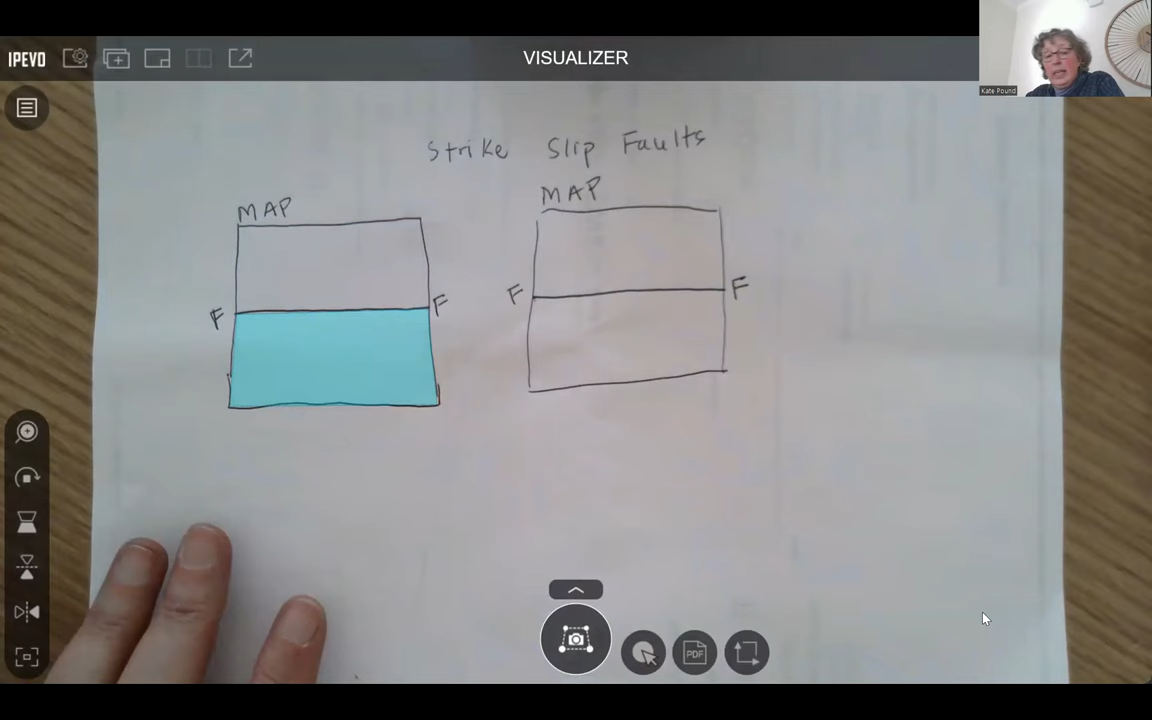 IPEVO
VISUALIZER
Kate Pound
Strike Slip Faults
MAP
MAP
F
F
F
F
PDF